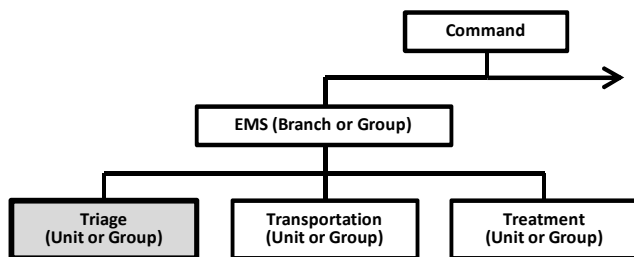 Command
EMS (Branch or Group)
Triage
(Unit or Group)
Transportation
(Unit or Group)
Treatment
(Unit or Group)